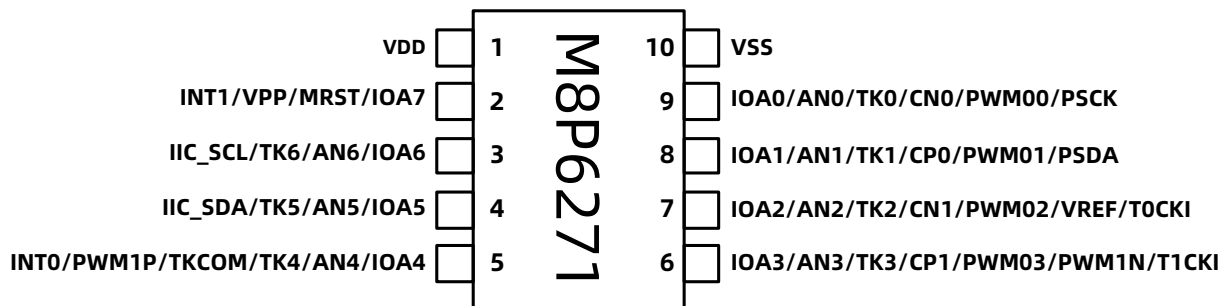 VDD 1 10 VSS
INT1/VPP/MRST/IOA7 2 9 IOA0/AN0/TK0/CN0/PWM00/PSCK
IIC_SCL/TK6/AN6/IOA6 3 8 IOA1/AN1/TK1/CP0/PWM01/PSDA
IIC_SDA/TK5/AN5/IOA5 4 7 IOA2/AN2/TK2/CN1/PWM02/VREF/T0CKI
INT0/PWM1P/TKCOM/TK4/AN4/IOA4 5 6 IOA3/AN3/TK3/CP1/PWM03/PWM1N/T1CKI
M8P6271